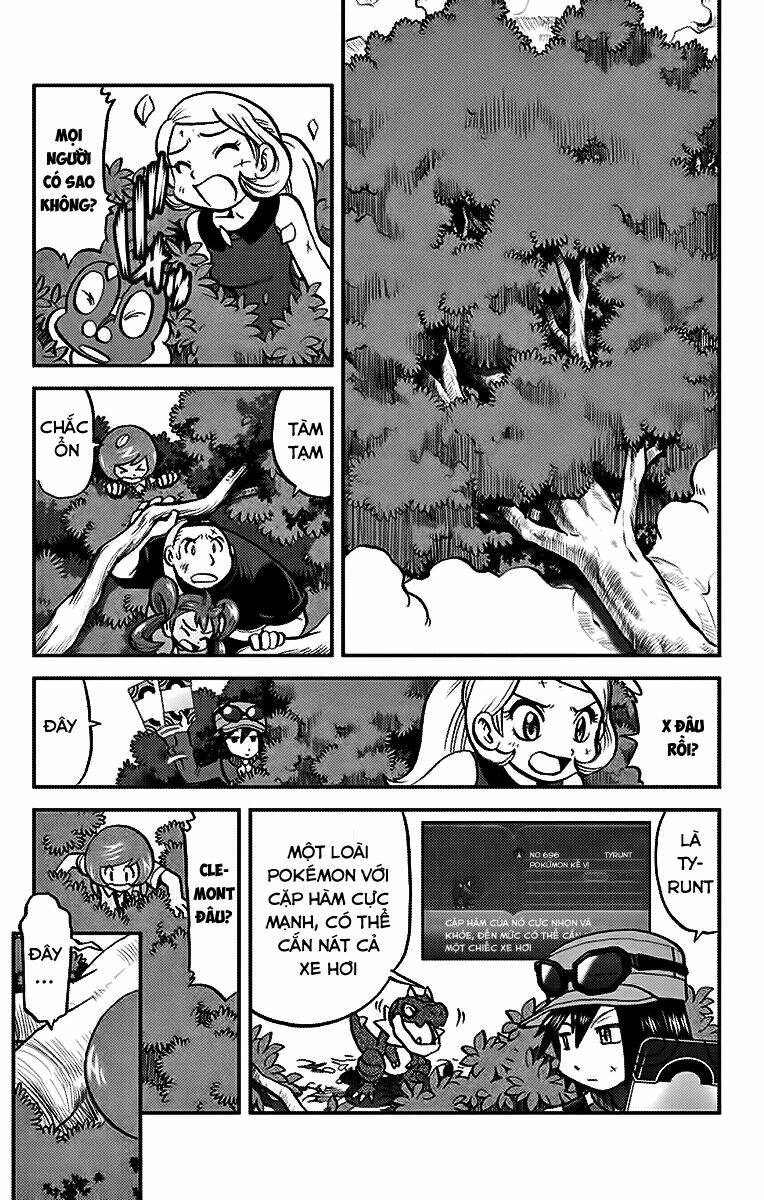 MỌI
NGƯỜI
CÓ SAO
KHÔNG?
TÀM
TẠM
CHẮC
ỔN
X ĐÂU
RỒI?
ĐÂY
LÀ
TY-
RUNT
NO 696 TYRUNT
POKÉMON KẾ VỊ
CẶP HÀM CỦA NÓ CỰC NHỌN VÀ
KHỎE, ĐẾN MỨC CÓ THỂ CẮN
MỘT CHIẾC XE HƠI
MỘT LOÀI
POKÉMON VỚI
CẶP HÀM CỰC
MẠNH, CÓ THỂ
CẮN NÁT CẢ
XE HƠI
CLE-
MONT
ĐÂU?
ĐÂY
...